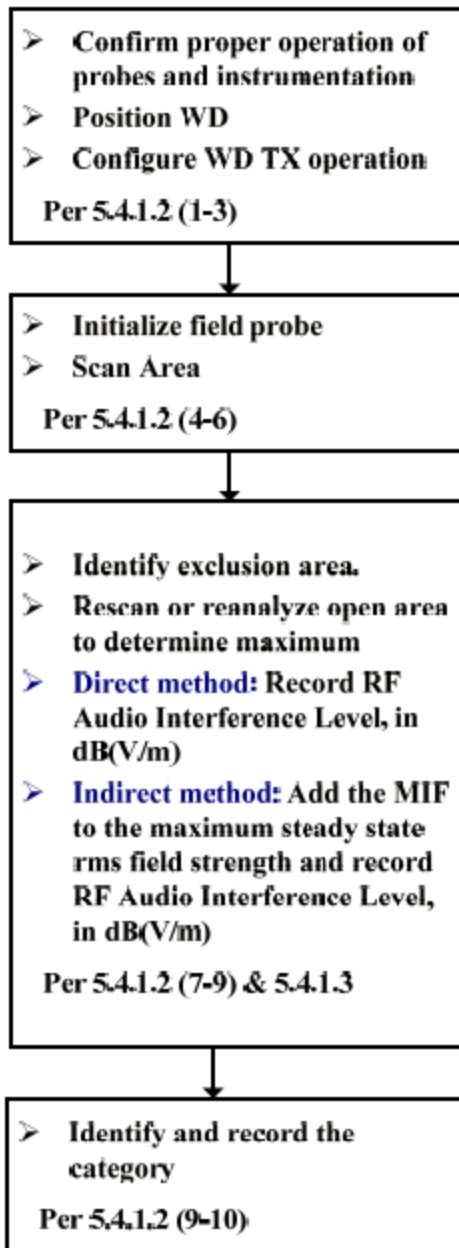 ➢ Confirm proper operation of
probes and instrumentation
➢ Position WD
➢ Configure WD TX operation
Per 5.4.1.2 (1-3)
➢ Initialize field probe
➢ Scan Area
Per 5.4.1.2 (4-6)
➢ Identify exclusion area.
➢ Rescan or reanalyze open area
to determine maximum
➢ Direct method: Record RF
Audio Interference Level, in
dB(V/m)
➢ Indirect method: Add the MIF
to the maximum steady state
rms field strength and record
RF Audio Interference Level,
in dB(V/m)
Per 5.4.1.2 (7-9) & 5.4.1.3
➢ Identify and record the
category
Per 5.4.1.2 (9-10)